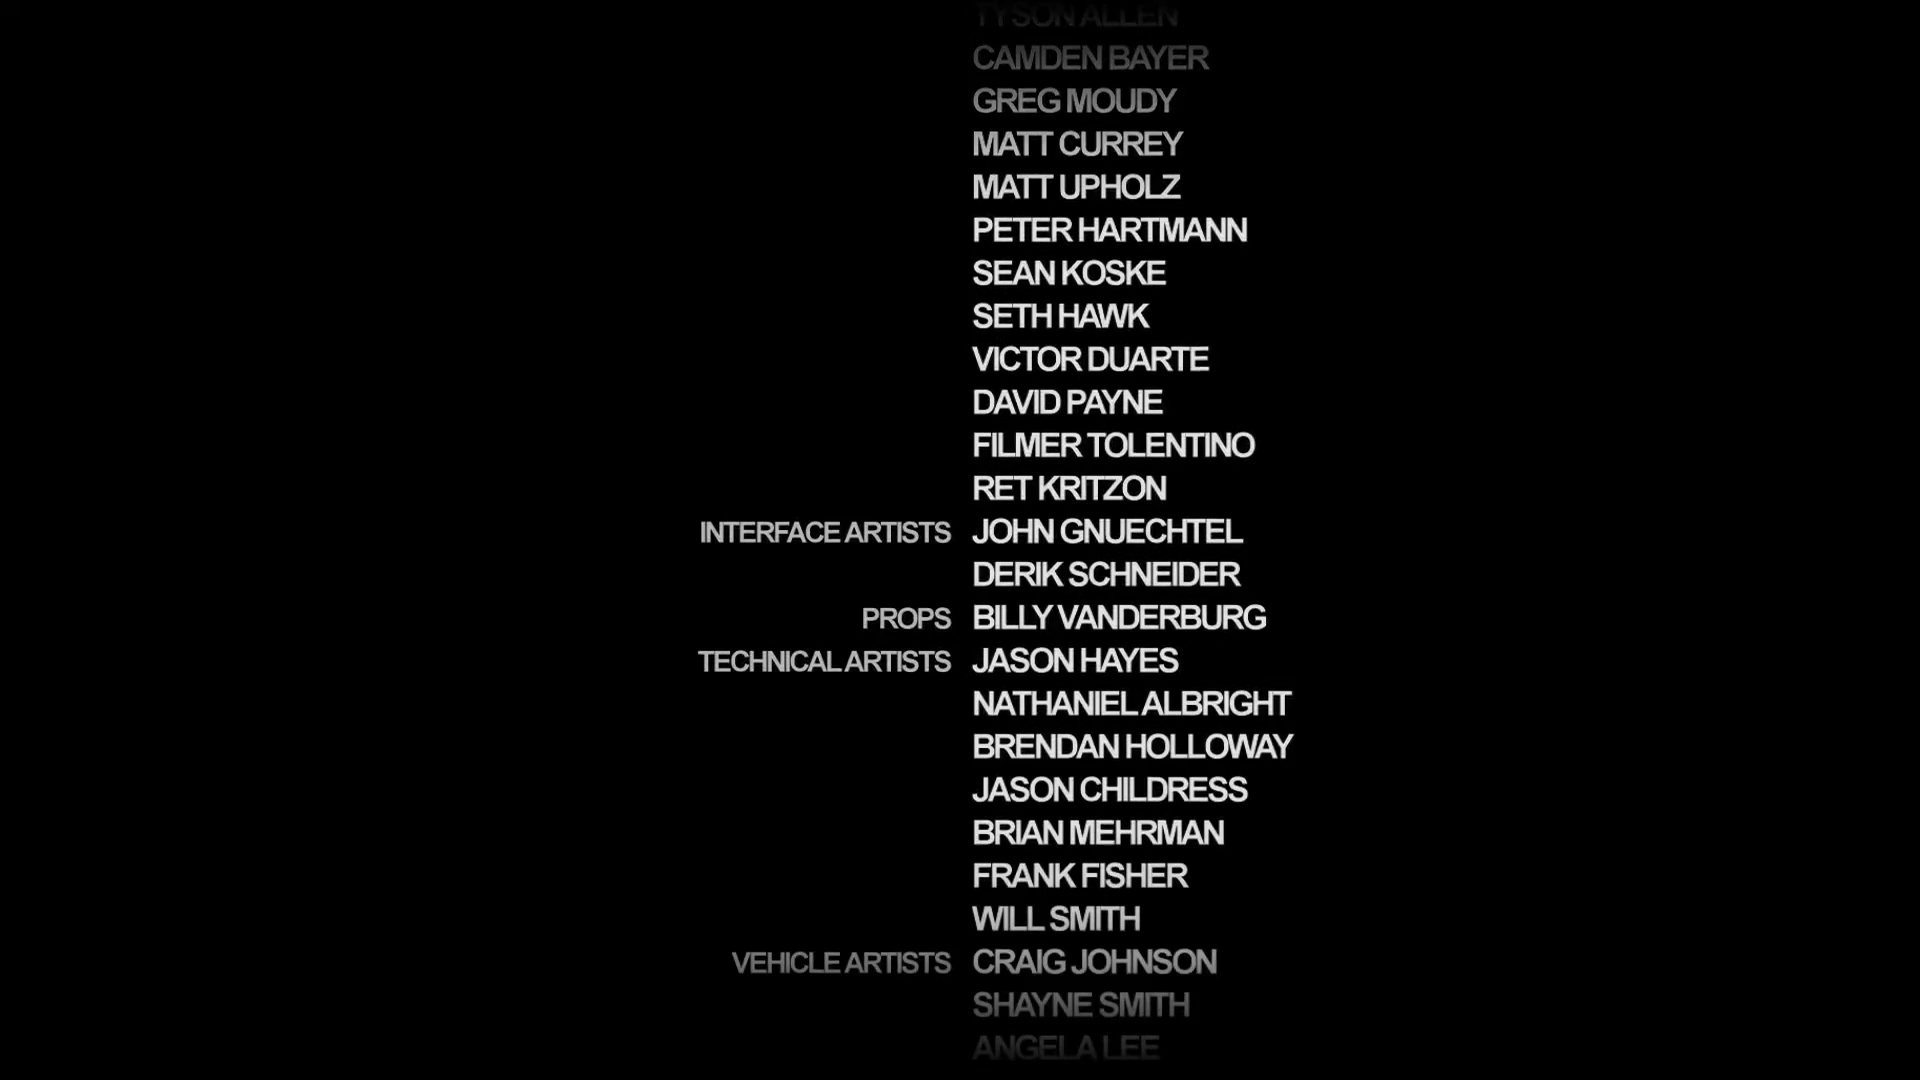 TYSON ALLEN
CAMDEN BAYER
GREG MOUDY
MATT CURREY
MATT UPHOLZ
PETER HARTMANN
SEAN KOSKE
SETH HAWK
VICTOR DUARTE
DAVID PAYNE
FILMER TOLENTINO
RET KRITZON
INTERFACE ARTISTS JOHN GNUECHTEL
DERIK SCHNEIDER
PROPS BILLY VANDERBURG
TECHNICAL ARTISTS JASON HAYES
NATHANIEL ALBRIGHT
BRENDAN HOLLOWAY
JASON CHILDRESS
BRIAN MEHRMAN
FRANK FISHER
WILL SMITH
VEHICLE ARTISTS CRAIG JOHNSON
SHAYNE SMITH
ANGELA LEE